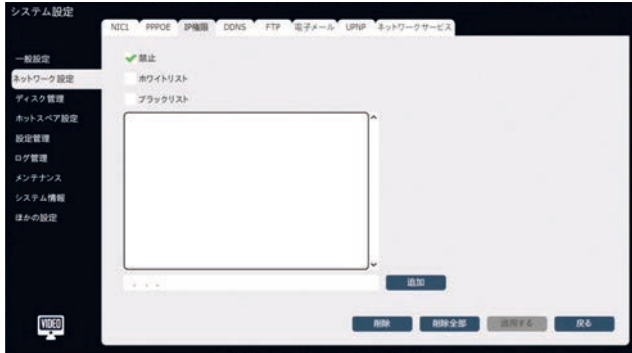 システム設定
NIC1 PPPOE IP権限 DDNS FTP 電子メール UPNP ネットワークサービス
一般設定
ネットワーク設定
ディスク管理
ホットスペア設定
設定管理
ログ管理
メンテナンス
システム情報
ほかの設定
禁止
ホワイトリスト
ブラックリスト
. . .
追加
削除 削除全部 適用する 戻る
VIDEO